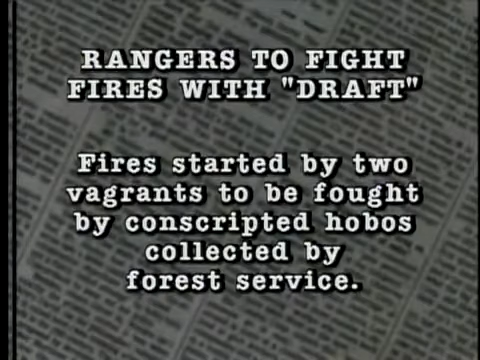 RANGERS TO FIGHT
FIRES WITH "DRAFT"
Fires started by two
vagrants to be fought
by conscripted hobos
collected by
forest service.